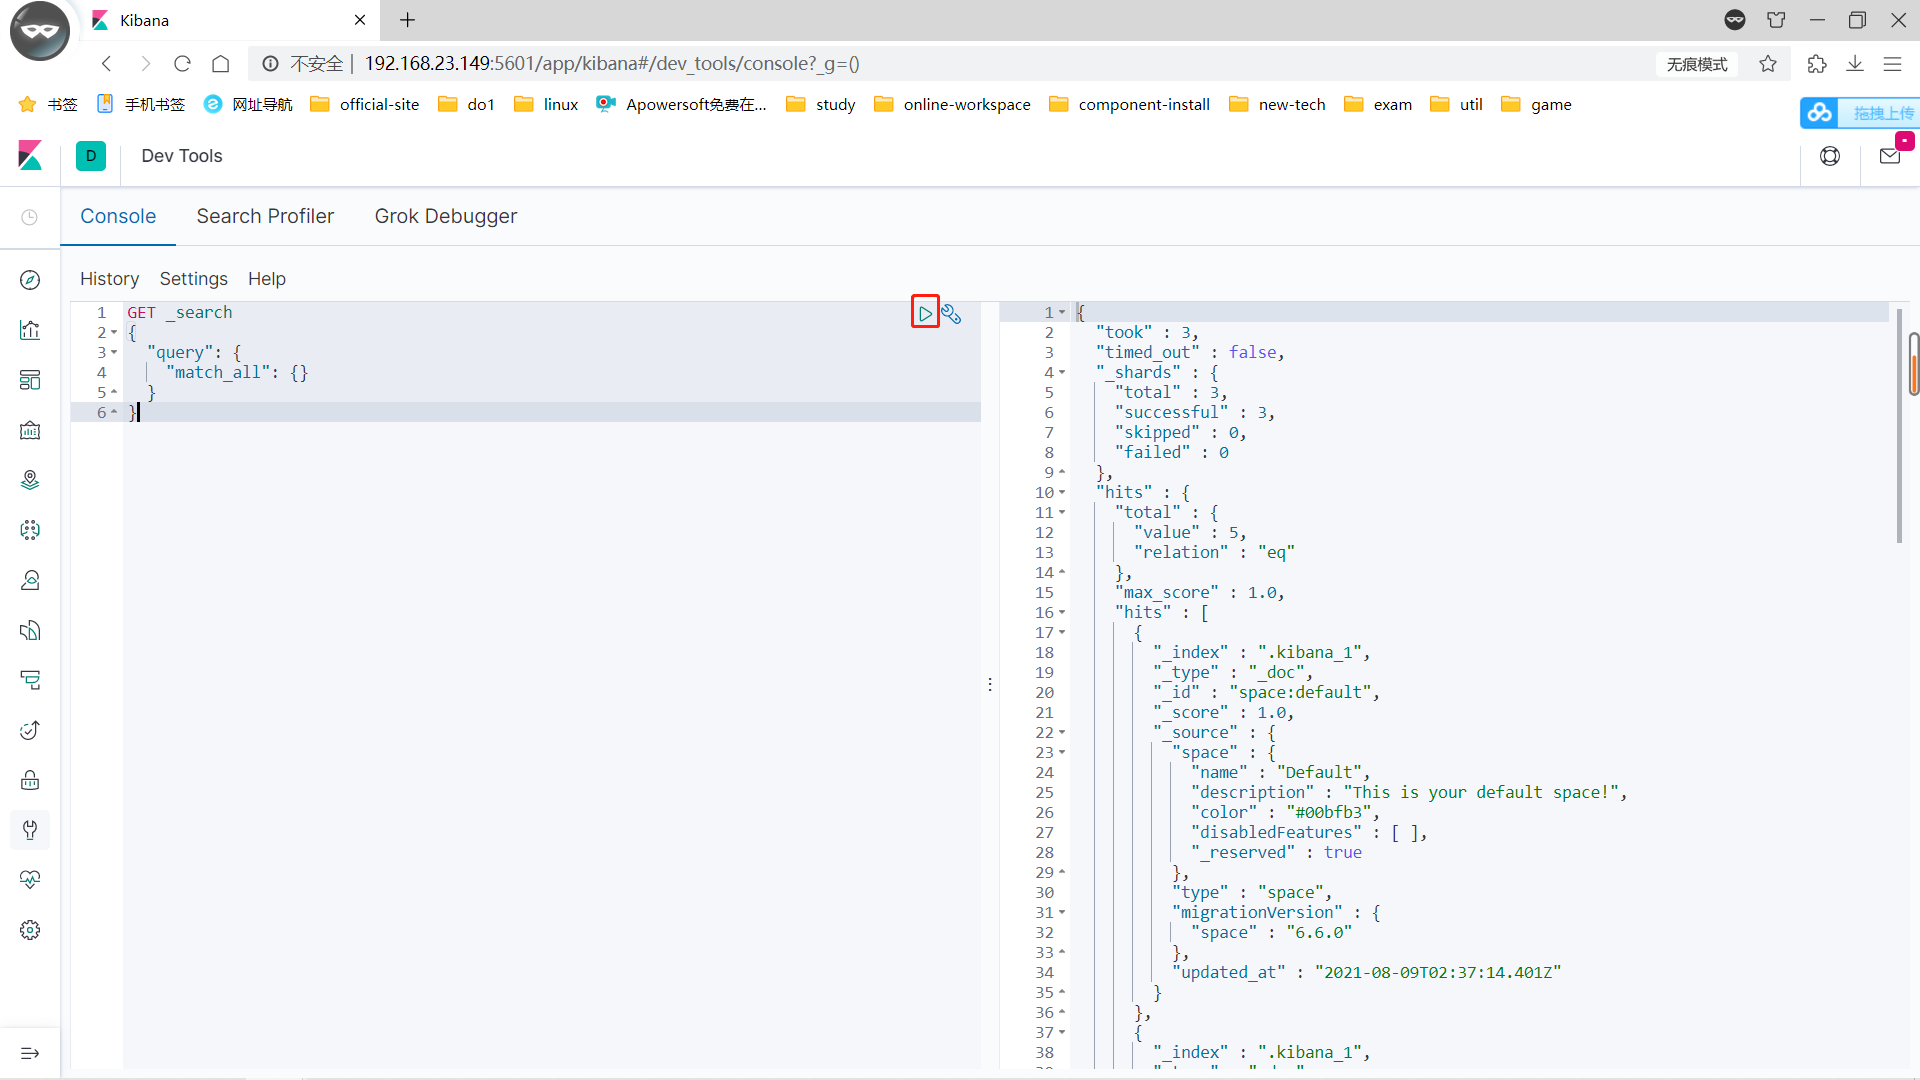 Kibana
不安全 | 192.168.23.149:5601/app/kibana#/dev_tools/console?_g=()
无痕模式
书签 手机书签 网址导航 official-site do1 linux Apowersoft免费在... study online-workspace component-install new-tech exam util game
拖拽上传
D Dev Tools
Console Search Profiler Grok Debugger
History Settings Help
1 GET _search
2 {
3 "query": {
4 "match_all": {}
5 }
6 }
1 {
2 "took" : 3,
3 "timed_out" : false,
4 "_shards" : {
5 "total" : 3,
6 "successful" : 3,
7 "skipped" : 0,
8 "failed" : 0
9 },
10 "hits" : {
11 "total" : {
12 "value" : 5,
13 "relation" : "eq"
14 },
15 "max_score" : 1.0,
16 "hits" : [
17 {
18 "_index" : ".kibana_1",
19 "_type" : "_doc",
20 "_id" : "space:default",
21 "_score" : 1.0,
22 "_source" : {
23 "space" : {
24 "name" : "Default",
25 "description" : "This is your default space!",
26 "color" : "#00bfb3",
27 "disabledFeatures" : [ ],
28 "_reserved" : true
29 },
30 "type" : "space",
31 "migrationVersion" : {
32 "space" : "6.6.0"
33 },
34 "updated_at" : "2021-08-09T02:37:14.401Z"
35 }
36 },
37 {
38 "_index" : ".kibana_1",